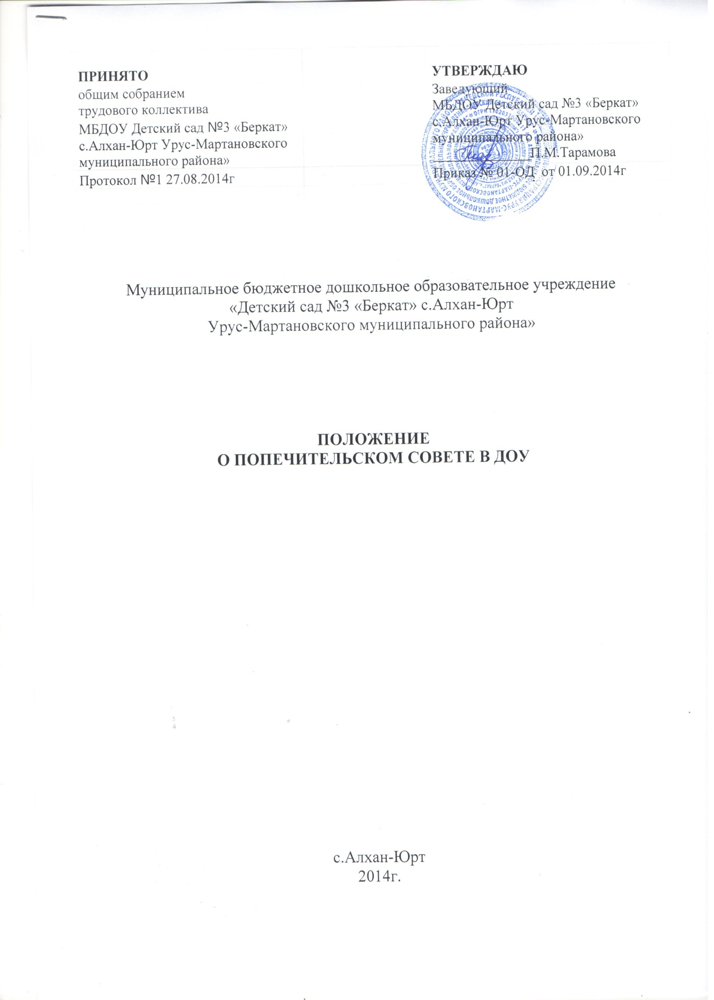 ПРИНЯТО
общим собранием
трудового коллектива
МБДОУ Детский сад №3 «Беркат»
с.Алхан-Юрт Урус-Мартановского
муниципального района»
Протокол №1 27.08.2014г
УТВЕРЖДАЮ
Заведующий
МБДОУ Детский сад №3 «Беркат»
с.Алхан-Юрт Урус-Мартановского
муниципального района»
П.М.Тарамова
Приказ № 01-ОД от 01.09.2014г
Муниципальное бюджетное дошкольное образовательное учреждение
«Детский сад №3 «Беркат» с.Алхан-Юрт
Урус-Мартановского муниципального района»
ПОЛОЖЕНИЕ
О ПОПЕЧИТЕЛЬСКОМ СОВЕТЕ В ДОУ
с.Алхан-Юрт
2014г.